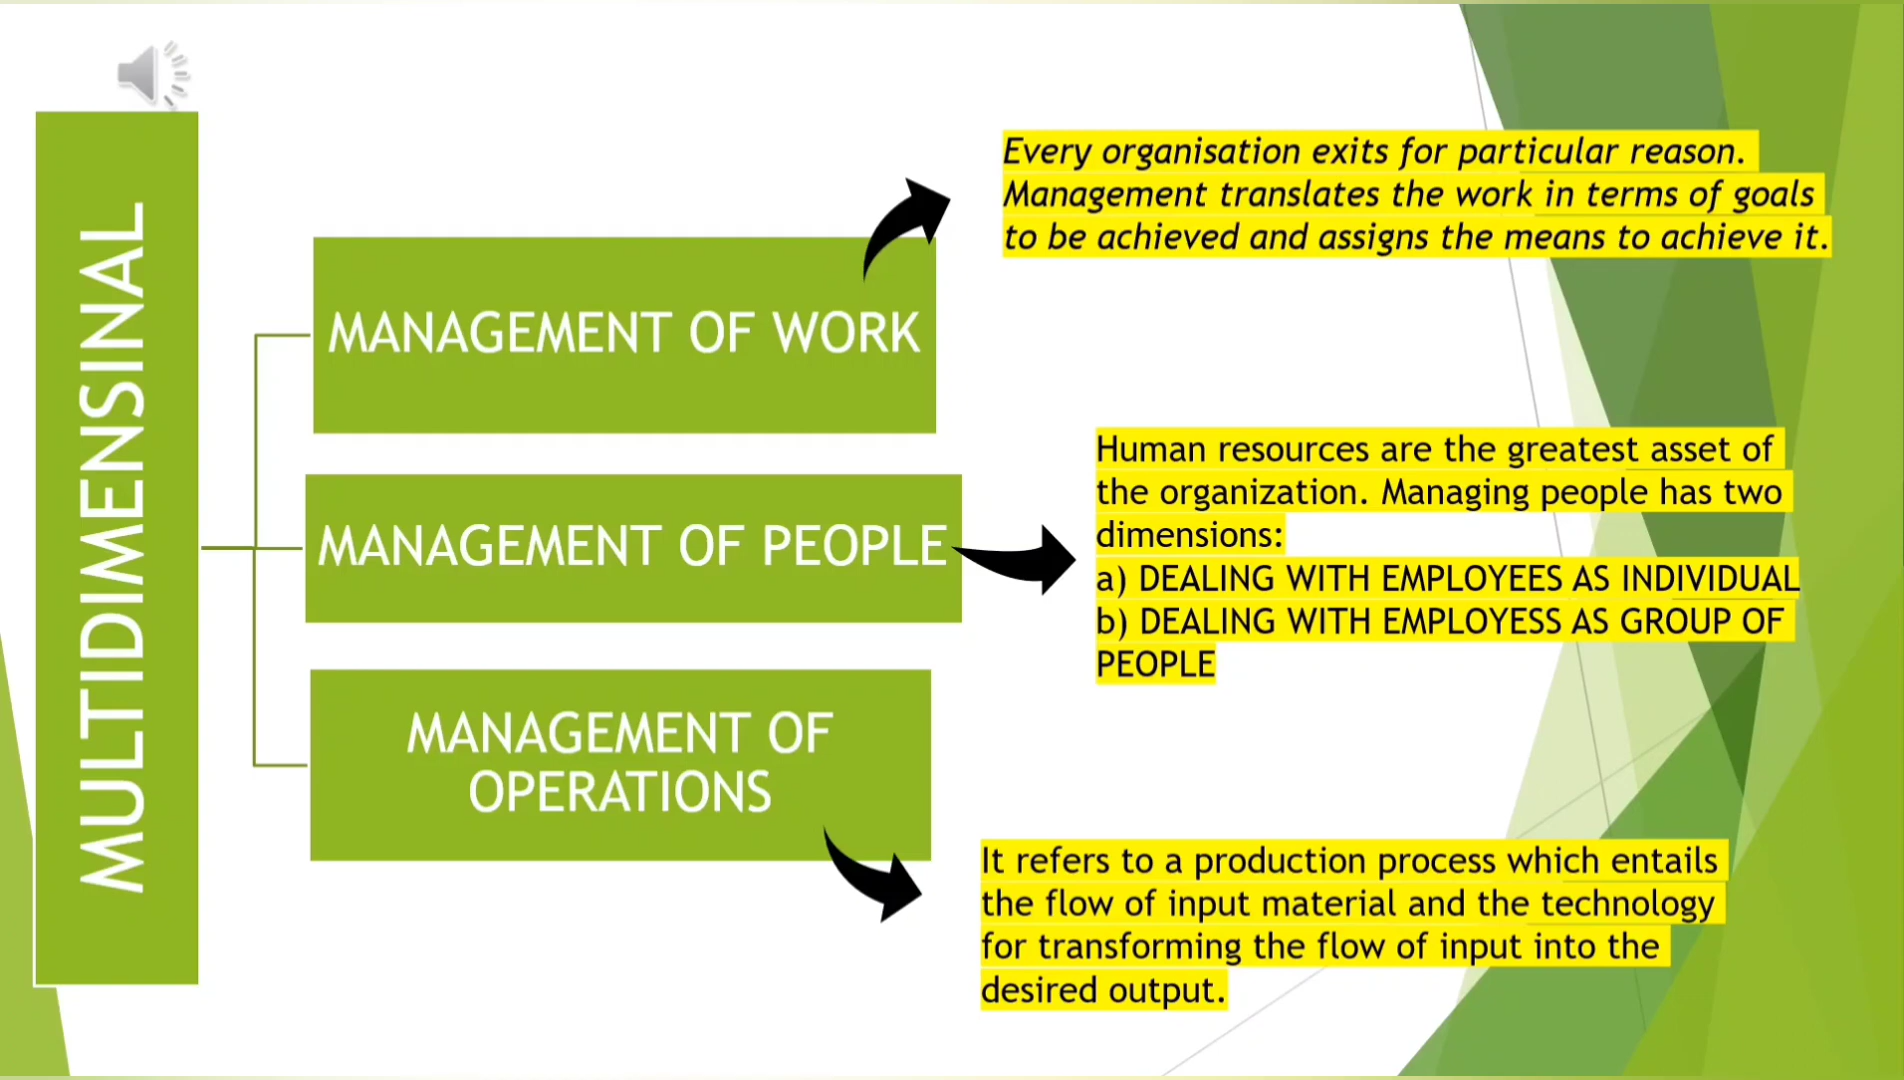 MULTIDIMENSINAL
MANAGEMENT OF WORK
Every organisation exits for particular reason.
Management translates the work in terms of goals
to be achieved and assigns the means to achieve it.
MANAGEMENT OF PEOPLE
Human resources are the greatest asset of
the organization. Managing people has two
dimensions:
a) DEALING WITH EMPLOYEES AS INDIVIDUAL
b) DEALING WITH EMPLOYESS AS GROUP OF
PEOPLE
MANAGEMENT OF
OPERATIONS
It refers to a production process which entails
the flow of input material and the technology
for transforming the flow of input into the
desired output.